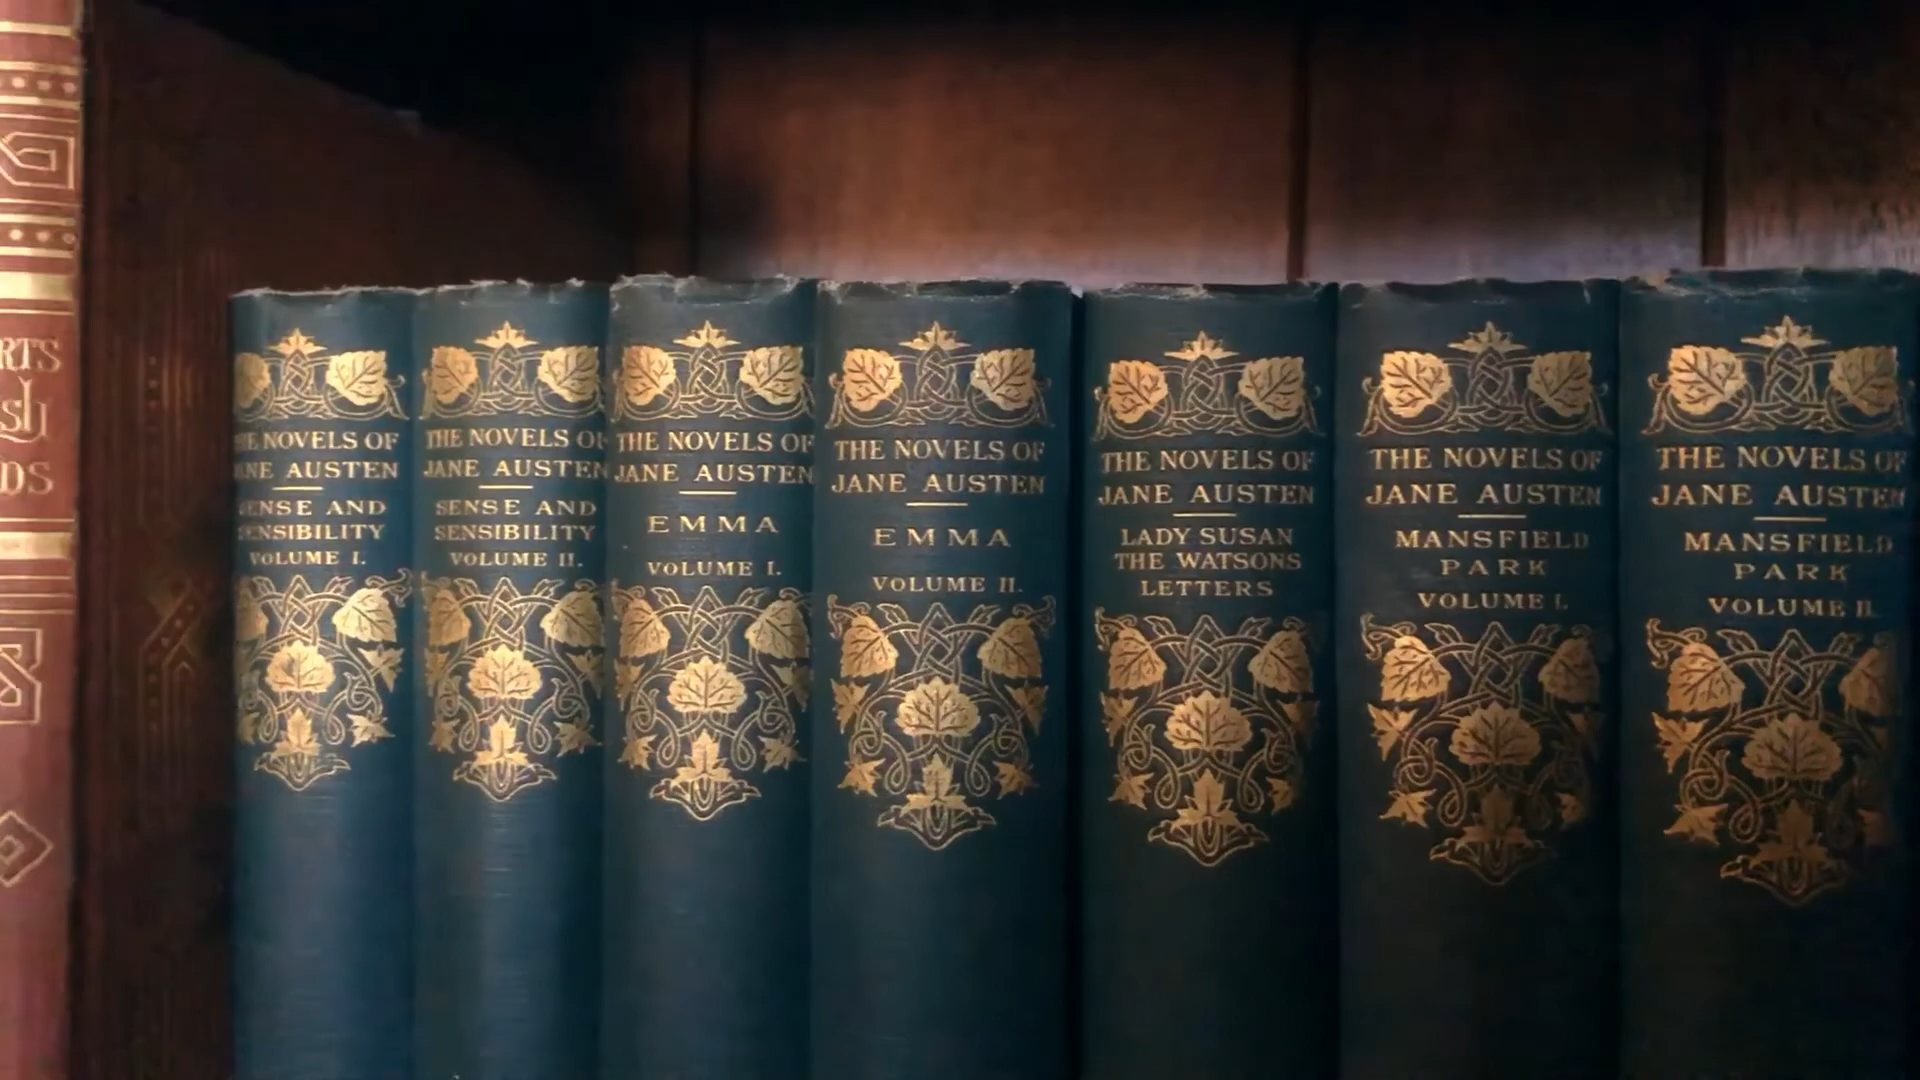 RTS
DS
THE NOVELS OF
JANE AUSTEN
SENSE AND
SENSIBILITY
VOLUME I.
THE NOVELS OF
JANE AUSTEN
SENSE AND
SENSIBILITY
VOLUME II.
THE NOVELS OF
JANE AUSTEN
EMMA
VOLUME I.
THE NOVELS OF
JANE AUSTEN
EMMA
VOLUME II.
THE NOVELS OF
JANE AUSTEN
LADY SUSAN
THE WATSONS
LETTERS
THE NOVELS OF
JANE AUSTEN
MANSFIELD
PARK
VOLUME I.
THE NOVELS OF
JANE AUSTEN
MANSFIELD
PARK
VOLUME II.